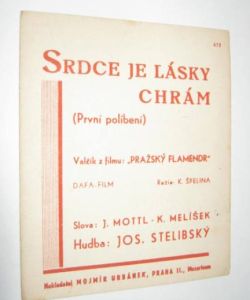 672
SRDCE JE LÁSKY
CHRÁM
(První políbení)
Valčík z filmu: „PRAŽSKÝ FLAMENDR“
DAFA-FILM Režie: K. ŠPELINA
Slova: J. MOTTL - K. MELÍŠEK
Hudba: JOS. STELIBSKÝ
Nakladatel MOJMÍR URBÁNEK, PRAHA II., Mozarteum